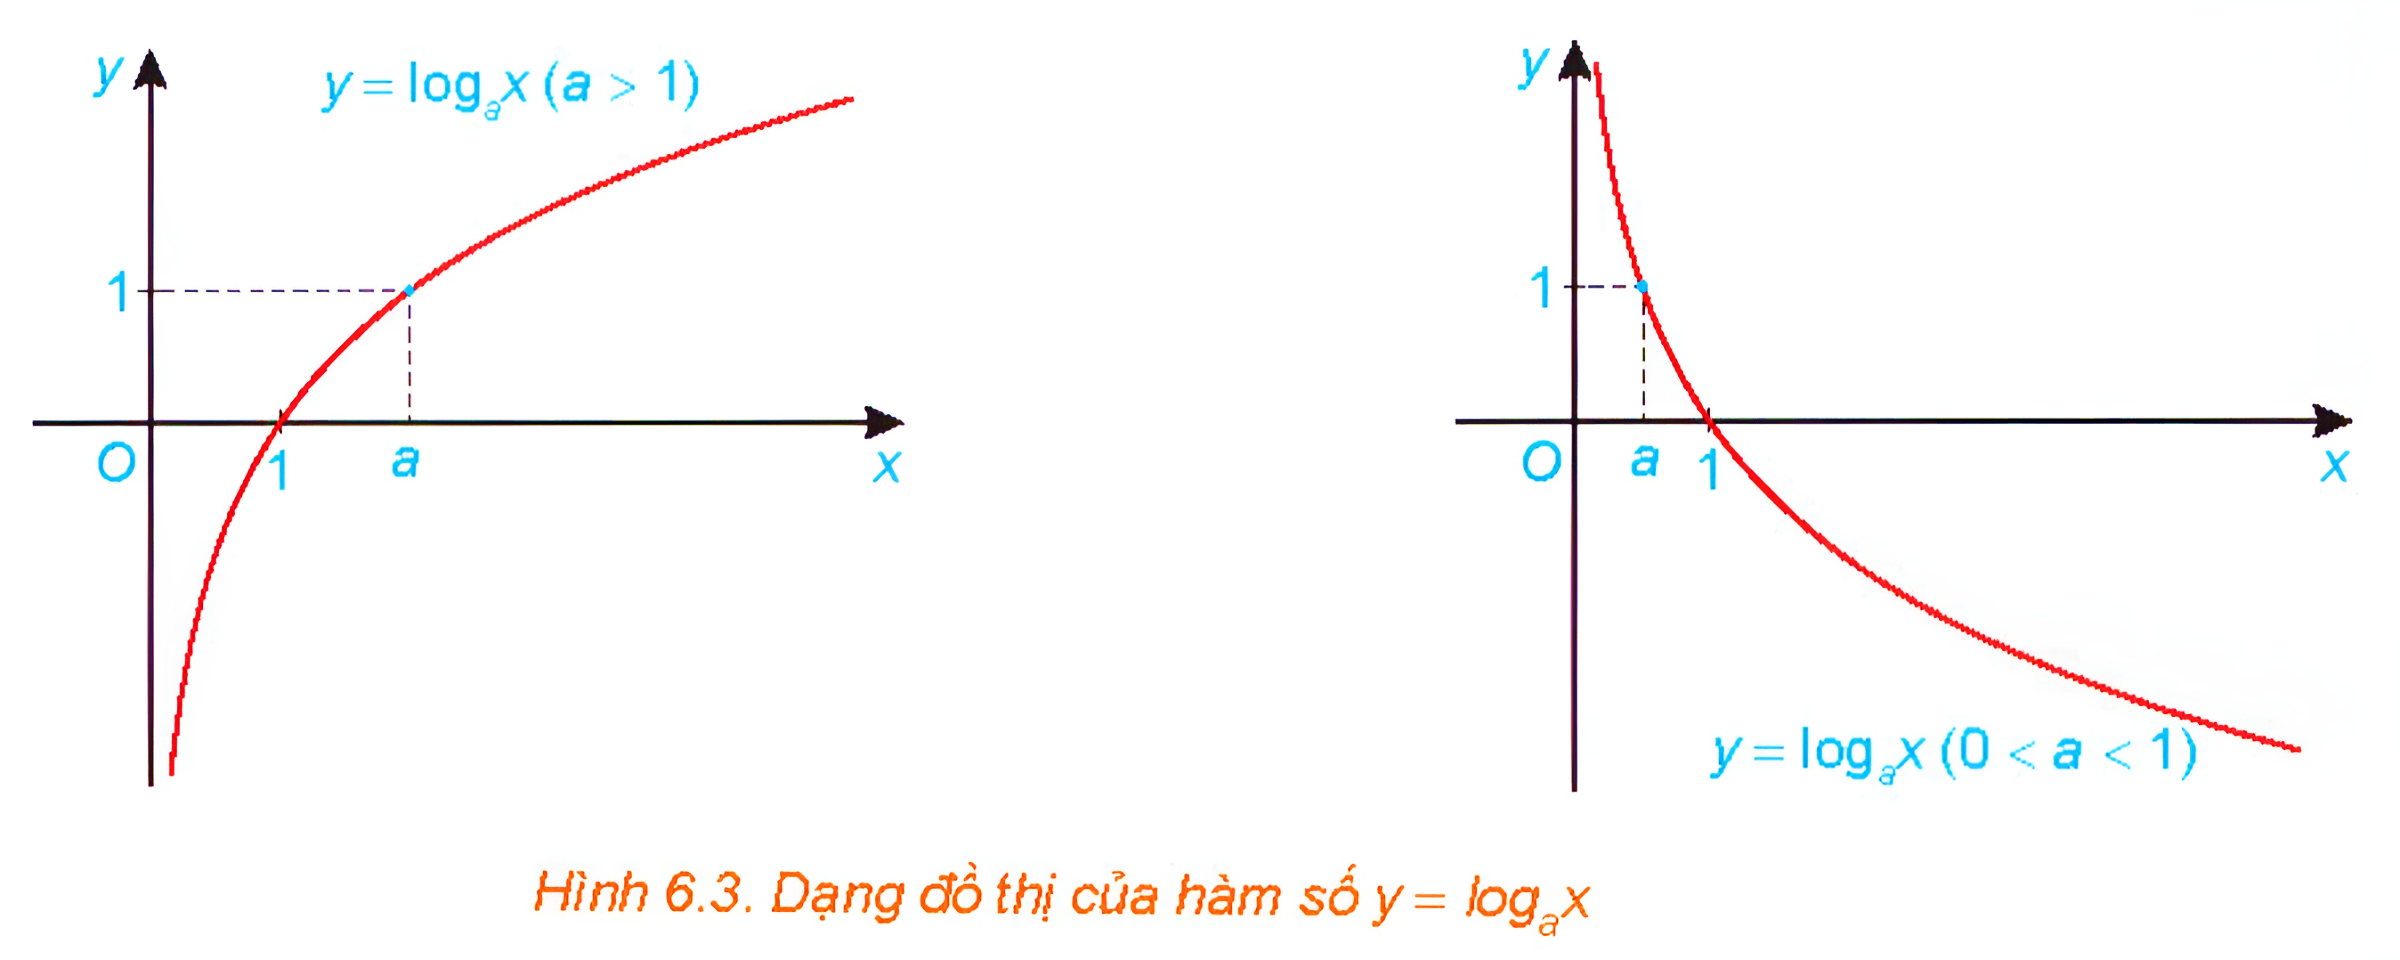 y
y = logₐx (a > 1)
1
O
1
a
x
y
1
O
a
1
x
y = logₐx (0 < a < 1)
Hình 6.3. Dạng đồ thị của hàm số y = logₐx